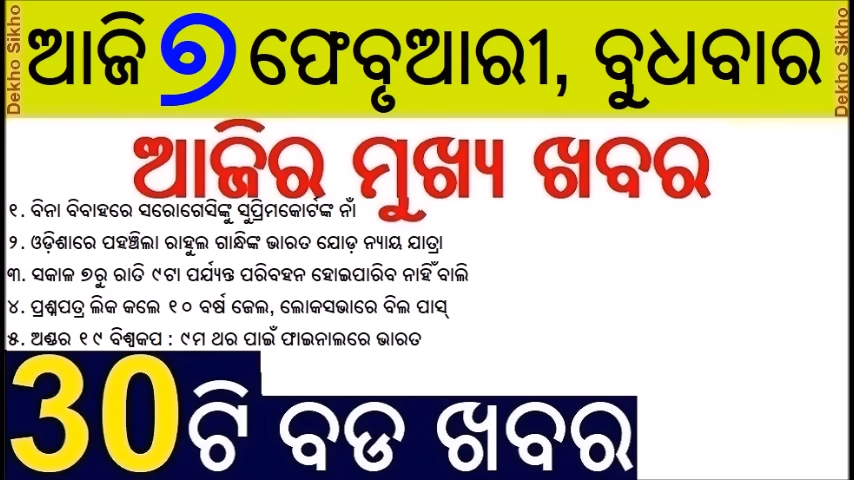 Dekho Sikho
ଆଜି ୭ ଫେବୃଆରୀ, ବୁଧବାର
Dekho Sikho
ଆଜିର ମୁଖ୍ୟ ଖବର
୧. ବିନା ବିବାହରେ ସରୋଗେସିଙ୍କୁ ସୁପ୍ରିମକୋର୍ଟଙ୍କ ନାଁ
୨. ଓଡ଼ିଶାରେ ପହଞ୍ଚିଲା ରାହୁଲ ଗାନ୍ଧିଙ୍କ ଭାରତ ଯୋଡ଼ ନ୍ୟାୟ ଯାତ୍ରା
୩. ସକାଳ ୭ରୁ ରାତି ୯ଟା ପର୍ଯ୍ୟନ୍ତ ପରିବହନ ହୋଇପାରିବ ନାହିଁ ବାଲି
୪. ପ୍ରଶ୍ନପତ୍ର ଲିକ କଲେ ୧୦ ବର୍ଷ ଜେଲ, ଲୋକସଭାରେ ବିଲ ପାସ୍
୫. ଅଣ୍ଡର ୧୯ ବିଶ୍ୱକପ : ୯ମ ଥର ପାଇଁ ଫାଇନାଲରେ ଭାରତ
30ଟି ବଡ ଖବର